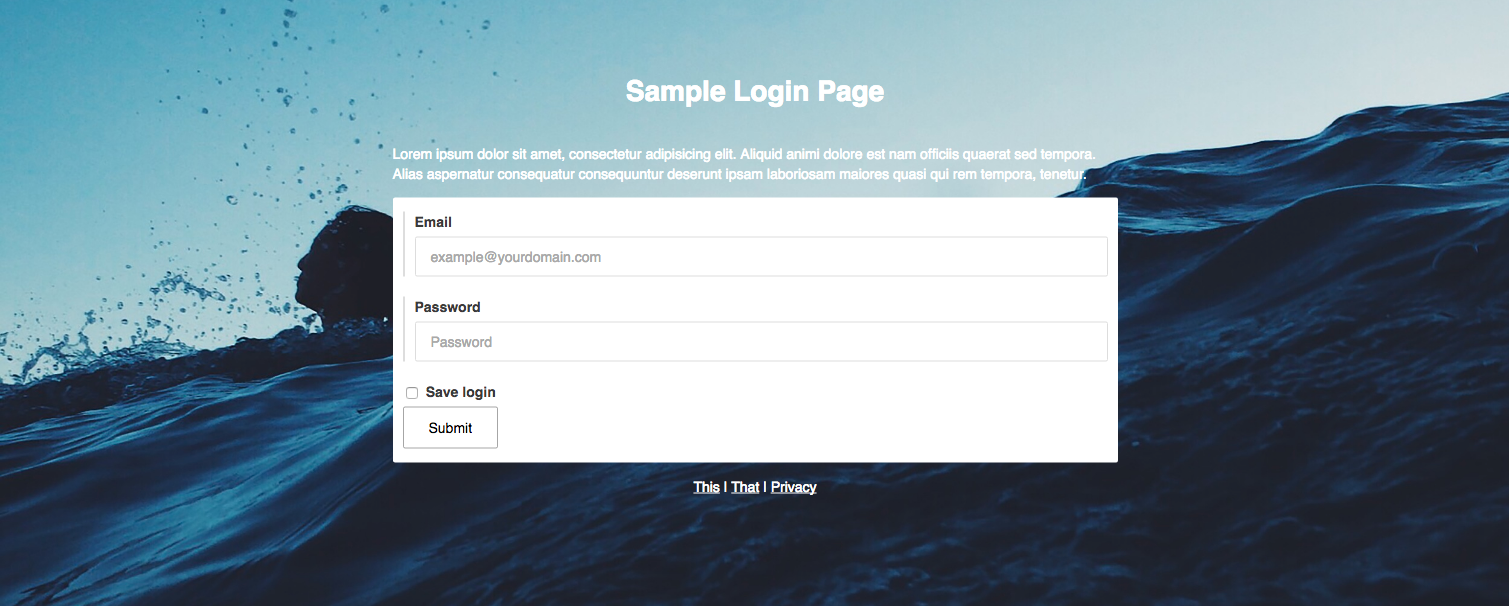 Sample Login Page
Lorem ipsum dolor sit amet, consectetur adipisicing elit. Aliquid animi dolore est nam officiis quaerat sed tempora.
Alias aspernatur consequatur consequuntur deserunt ipsam laboriosam maiores quasi qui rem tempora, tenetur.
Email
example@yourdomain.com
Password
Password
Save login
Submit
This | That | Privacy